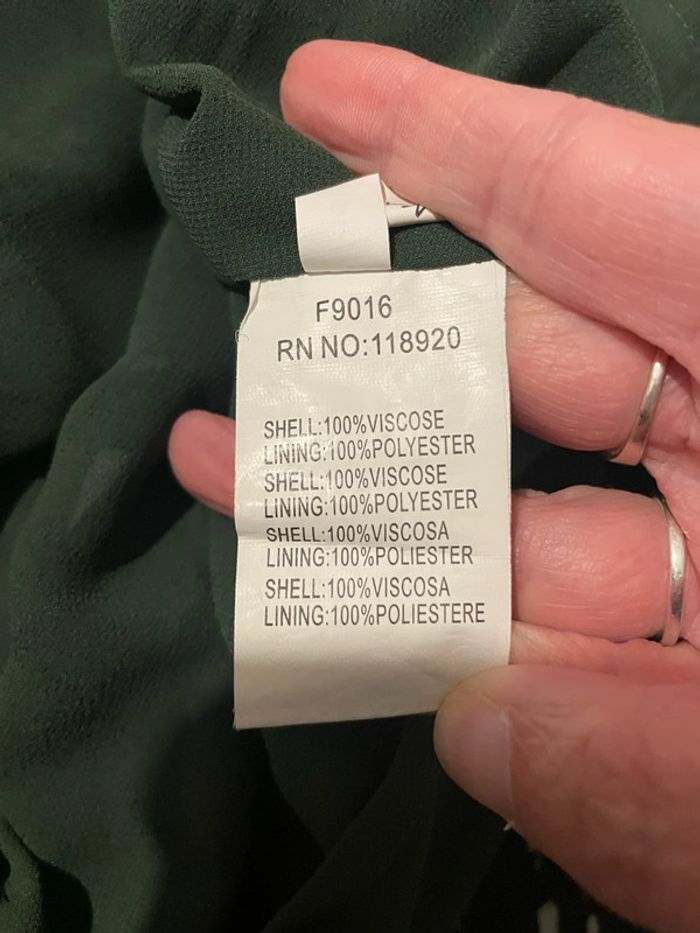 F9016
RN NO:118920
SHELL:100%VISCOSE
LINING:100%POLYESTER
SHELL:100%VISCOSE
LINING:100%POLYESTER
SHELL:100%VISCOSA
LINING:100%POLIESTER
SHELL:100%VISCOSA
LINING:100%POLIESTERE